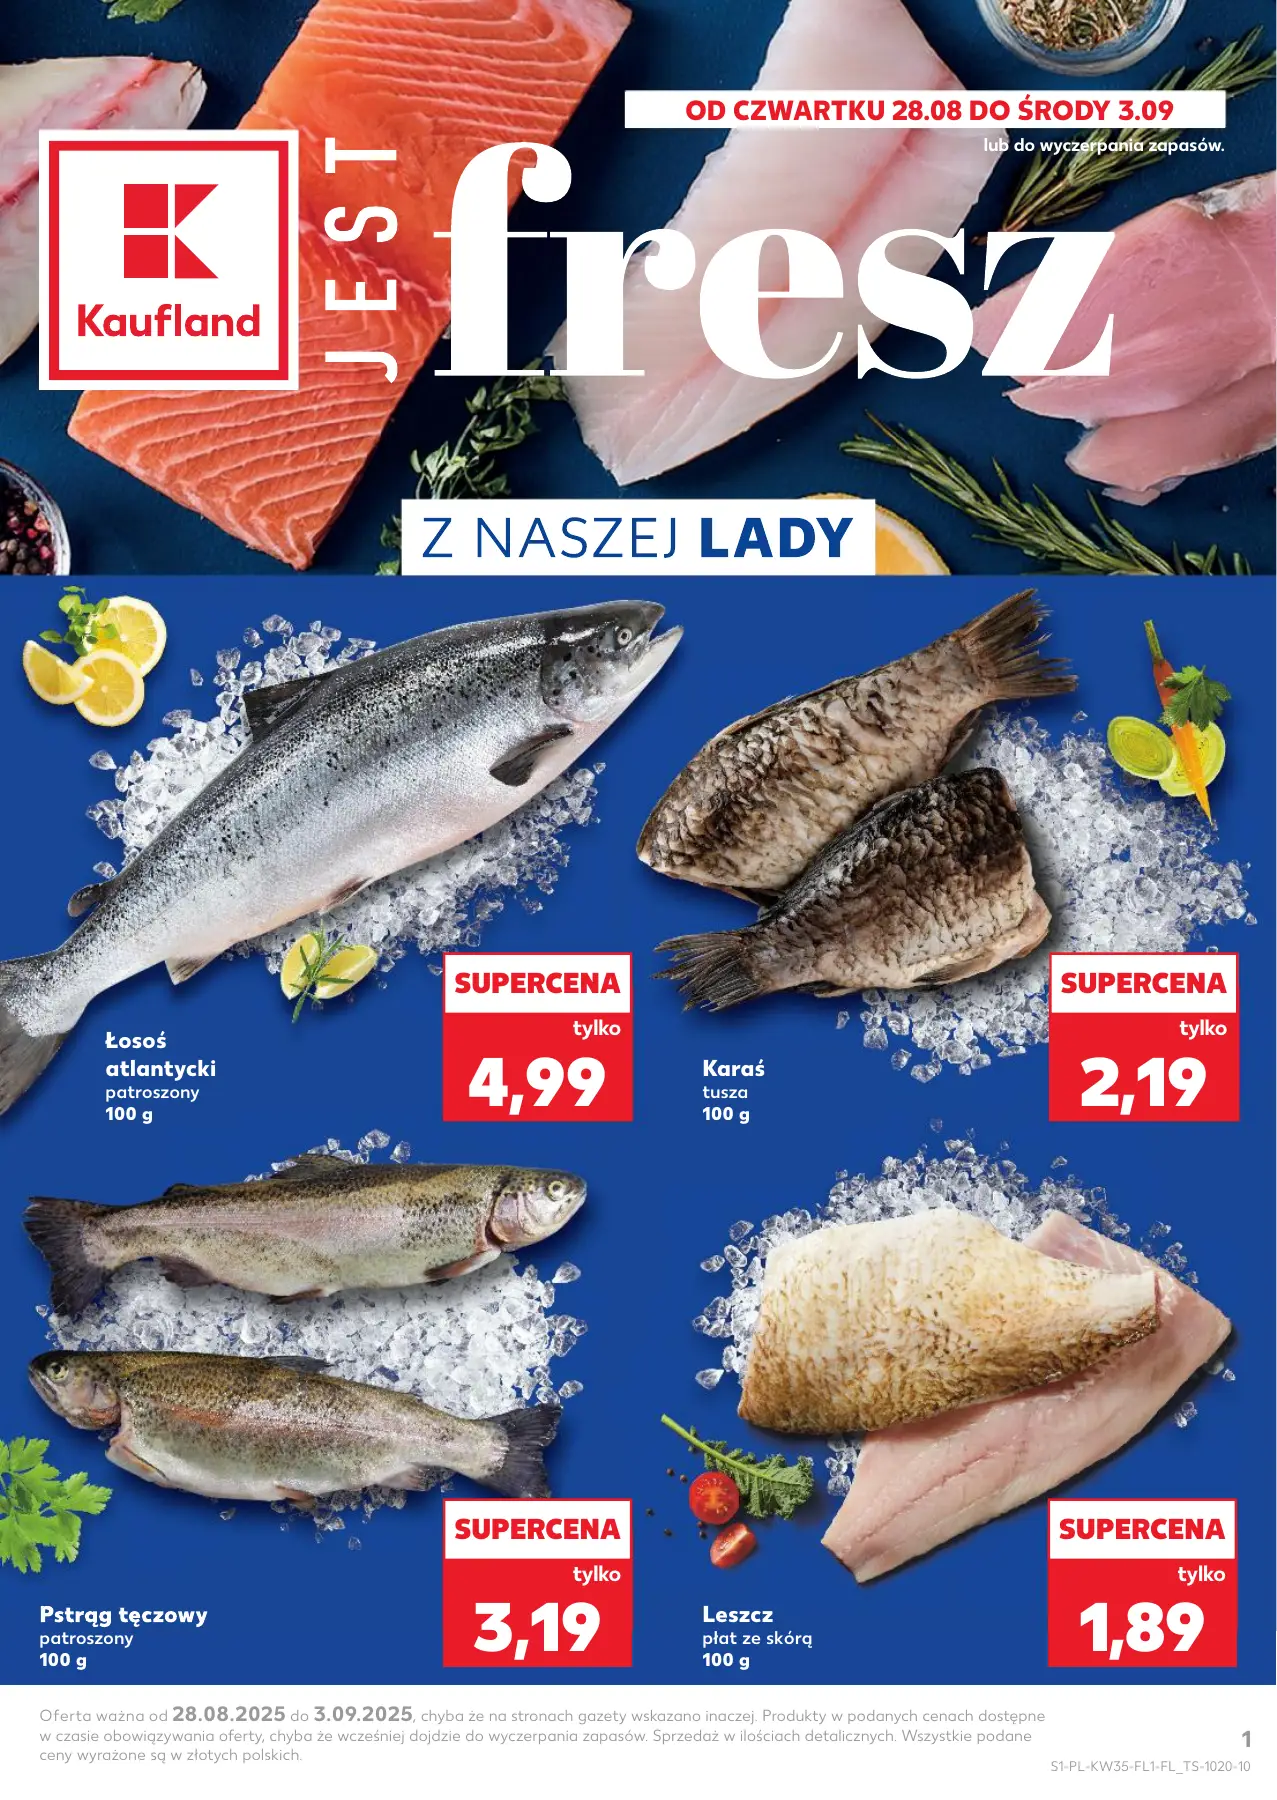 OD CZWARTKU 28.08 DO ŚRODY 3.09
lub do wyczerpania zapasów.
Kaufland
JEST
fresz
Z NASZEJ LADY
SUPERCENA
tylko
4,99
Łosoś
atlantycki
patroszony
100 g
SUPERCENA
tylko
2,19
Karaś
tusza
100 g
SUPERCENA
tylko
3,19
Pstrąg tęczowy
patroszony
100 g
SUPERCENA
tylko
1,89
Leszcz
płat ze skórą
100 g
Oferta ważna od 28.08.2025 do 3.09.2025, chyba że na stronach gazety wskazano inaczej. Produkty w podanych cenach dostępne
w czasie obowiązywania oferty, chyba że wcześniej dojdzie do wyczerpania zapasów. Sprzedaż w ilościach detalicznych. Wszystkie podane
ceny wyrażone są w złotych polskich.
1
S1-PL-KW35-FL1-FL_TS-1020-10